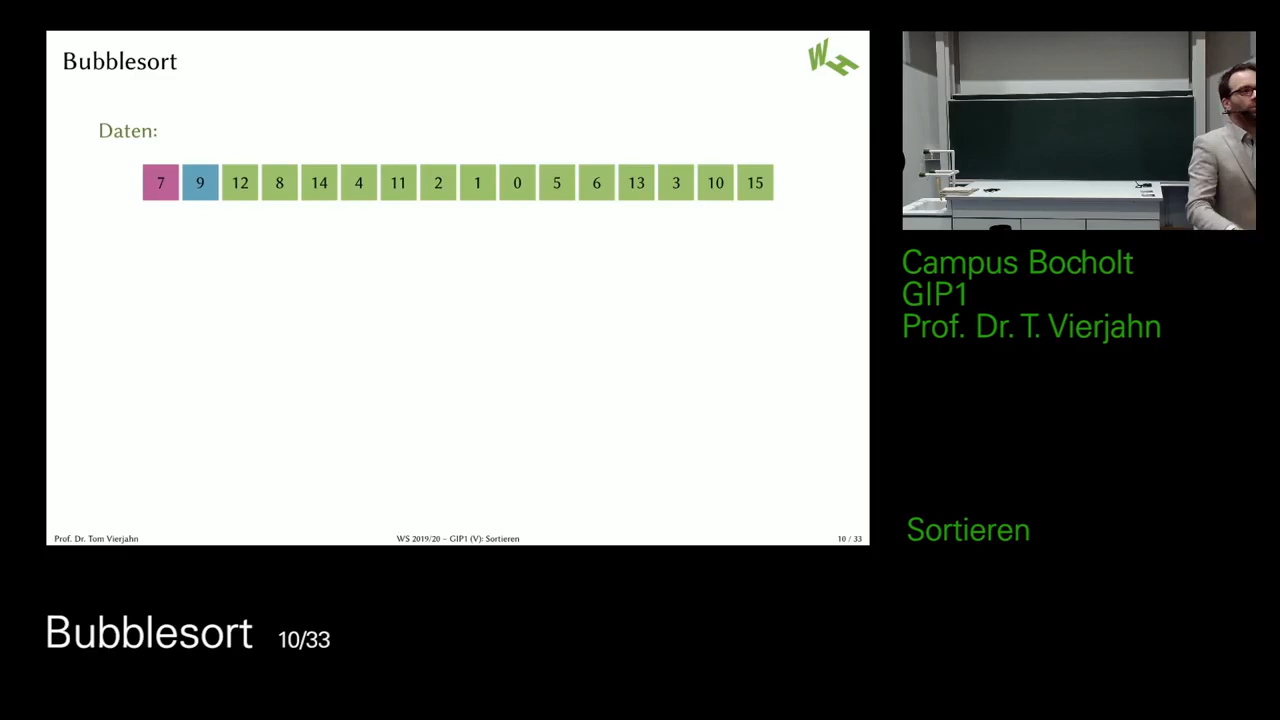 Bubblesort
WH
Daten:
7 9 12 8 14 4 11 2 1 0 5 6 13 3 10 15
Prof. Dr. Tom Vierjahn
WS 2019/20 – GIP1 (V): Sortieren
10 / 33
Campus Bocholt
GIP1
Prof. Dr. T. Vierjahn
Sortieren
Bubblesort 10/33